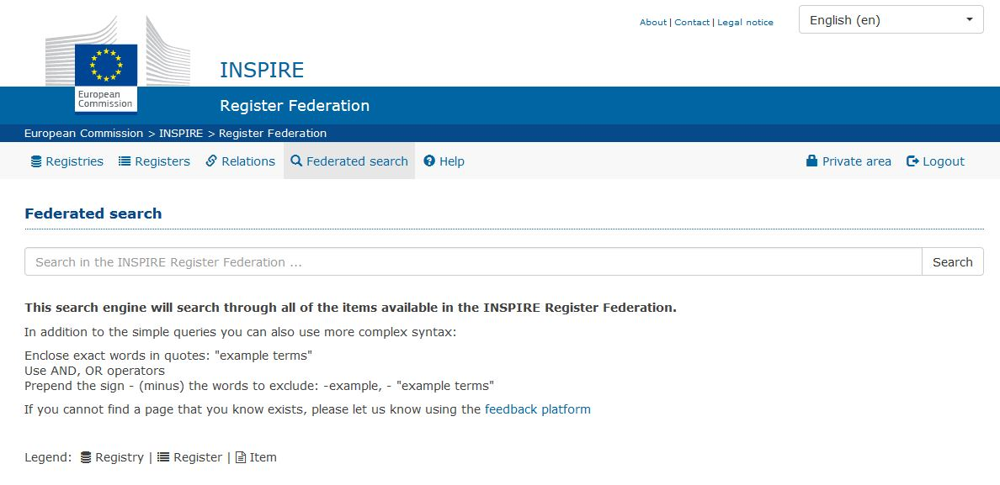 About | Contact | Legal notice
English (en)
INSPIRE
European
Commission
Register Federation
European Commission > INSPIRE > Register Federation
Registries Registers Relations Federated search Help Private area Logout
Federated search
Search in the INSPIRE Register Federation ... Search
This search engine will search through all of the items available in the INSPIRE Register Federation.
In addition to the simple queries you can also use more complex syntax:
Enclose exact words in quotes: "example terms"
Use AND, OR operators
Prepend the sign - (minus) the words to exclude: -example, - "example terms"
If you cannot find a page that you know exists, please let us know using the feedback platform
Legend: Registry | Register | Item